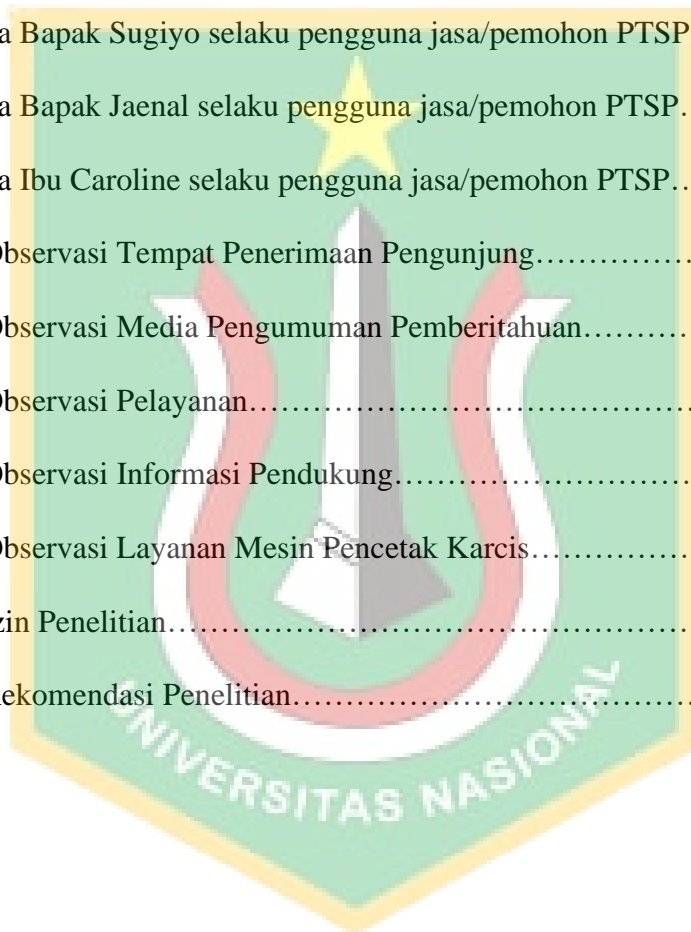 a Bapak Sugiyo selaku pengguna jasa/pemohon PTSP
a Bapak Jaenal selaku pengguna jasa/pemohon PTSP.
a Ibu Caroline selaku pengguna jasa/pemohon PTSP…
bservasi Tempat Penerimaan Pengunjung……………
bservasi Media Pengumuman Pemberitahuan…………
bservasi Pelayanan……………………………………
bservasi Informasi Pendukung…………………………
bservasi Layanan Mesin Pencetak Karcis……………
zin Penelitian……………………………………………
ekomendasi Penelitian…………………………………
UNIVERSITAS NASIONAL